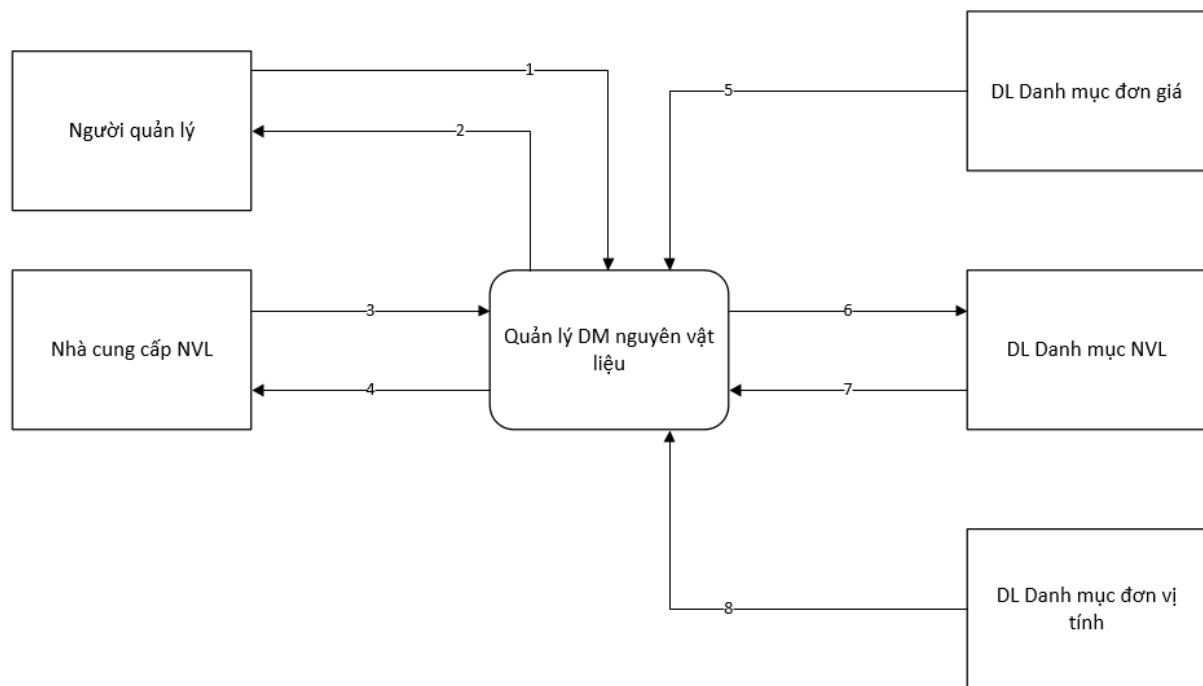 Người quản lý
1
2
5
DL Danh mục đơn giá
Nhà cung cấp NVL
3
4
Quản lý DM nguyên vật
liệu
6
7
DL Danh mục NVL
8
DL Danh mục đơn vị
tính